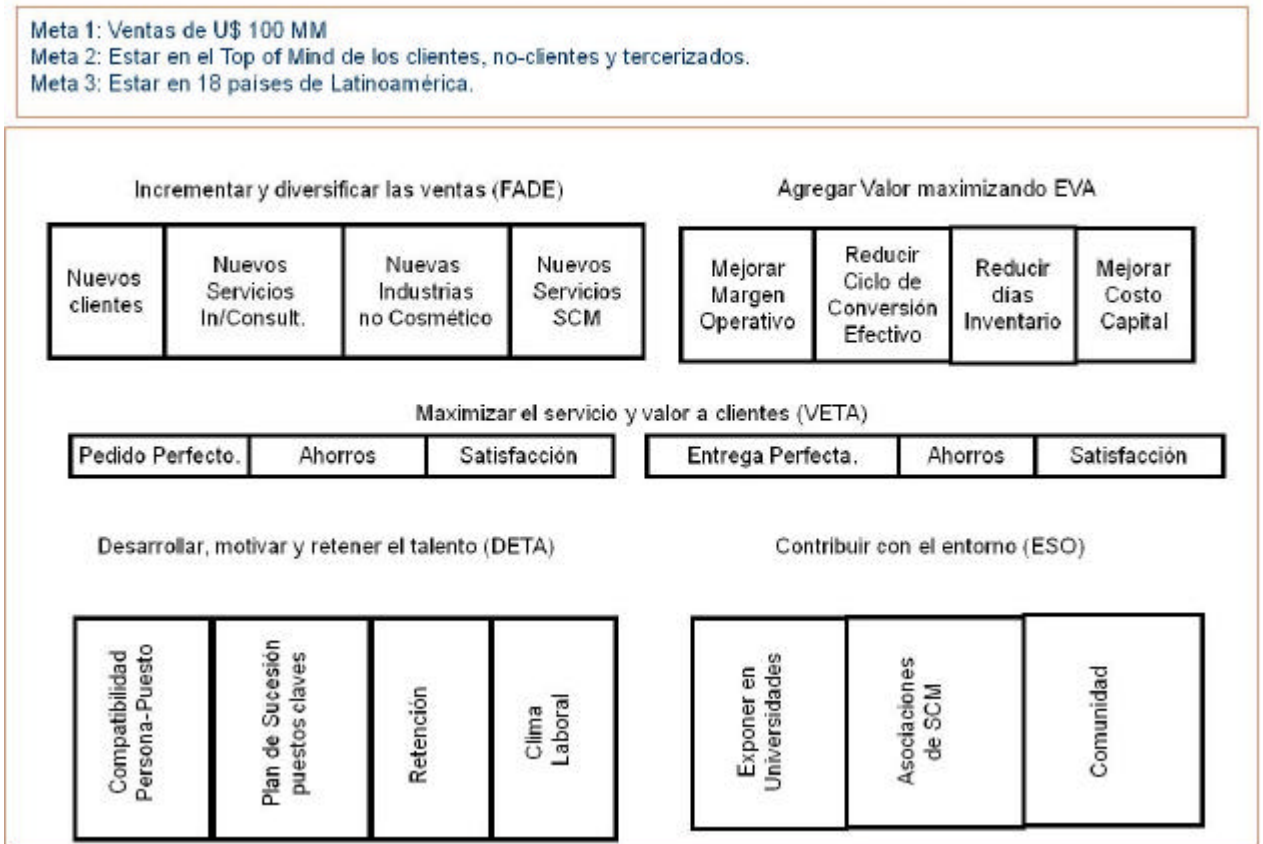 Meta 1: Ventas de U$ 100 MM
Meta 2: Estar en el Top of Mind de los clientes, no-clientes y tercerizados.
Meta 3: Estar en 18 países de Latinoamérica.
Incrementar y diversificar las ventas (FADE)
Nuevos
clientes
Nuevos
Servicios
In/Consult.
Nuevas
Industrias
no Cosmético
Nuevos
Servicios
SCM
Agregar Valor maximizando EVA
Mejorar
Margen
Operativo
Reducir
Ciclo de
Conversión
Efectivo
Reducir
días
Inventario
Mejorar
Costo
Capital
Maximizar el servicio y valor a clientes (VETA)
Pedido Perfecto.
Ahorros
Satisfacción
Entrega Perfecta.
Ahorros
Satisfacción
Desarrollar, motivar y retener el talento (DETA)
Compatibilidad
Persona-Puesto
Plan de Sucesión
puestos claves
Retención
Clima
Laboral
Contribuir con el entorno (ESO)
Exponer en
Universidades
Asociaciones
de SCM
Comunidad